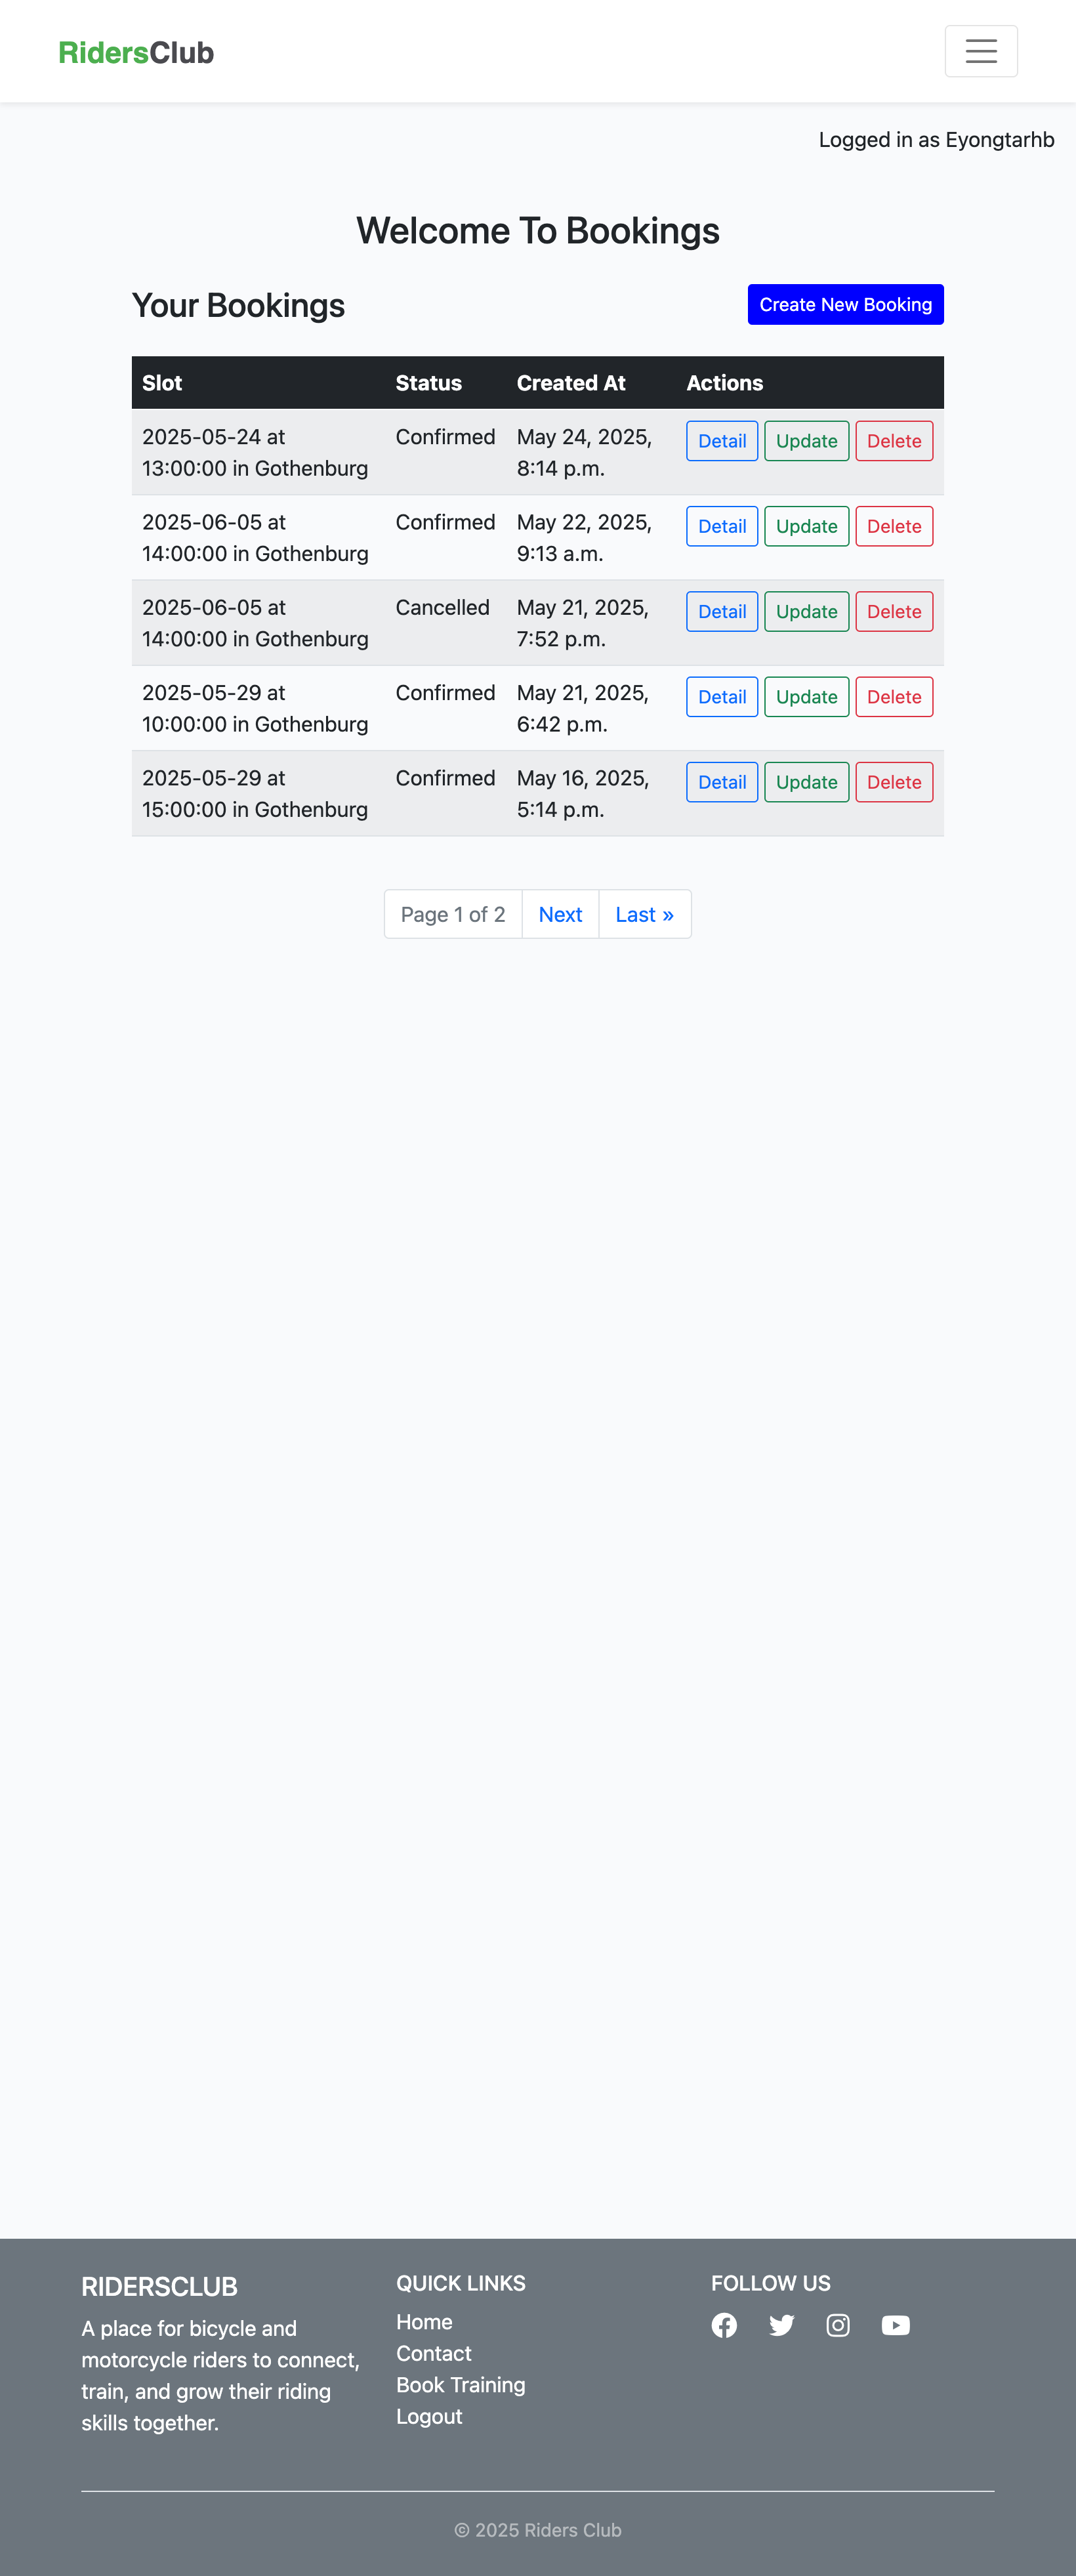 RidersClub
Logged in as Eyongtarhb
Welcome To Bookings
Your Bookings
Create New Booking
Slot Status Created At Actions
2025-05-24 at Confirmed May 24, 2025, Detail Update Delete
13:00:00 in Gothenburg 8:14 p.m.
2025-06-05 at Confirmed May 22, 2025, Detail Update Delete
14:00:00 in Gothenburg 9:13 a.m.
2025-06-05 at Cancelled May 21, 2025, Detail Update Delete
14:00:00 in Gothenburg 7:52 p.m.
2025-05-29 at Confirmed May 21, 2025, Detail Update Delete
10:00:00 in Gothenburg 6:42 p.m.
2025-05-29 at Confirmed May 16, 2025, Detail Update Delete
15:00:00 in Gothenburg 5:14 p.m.
Page 1 of 2 Next Last »
RIDERSCLUB
A place for bicycle and
motorcycle riders to connect,
train, and grow their riding
skills together.
QUICK LINKS
Home
Contact
Book Training
Logout
FOLLOW US
© 2025 Riders Club